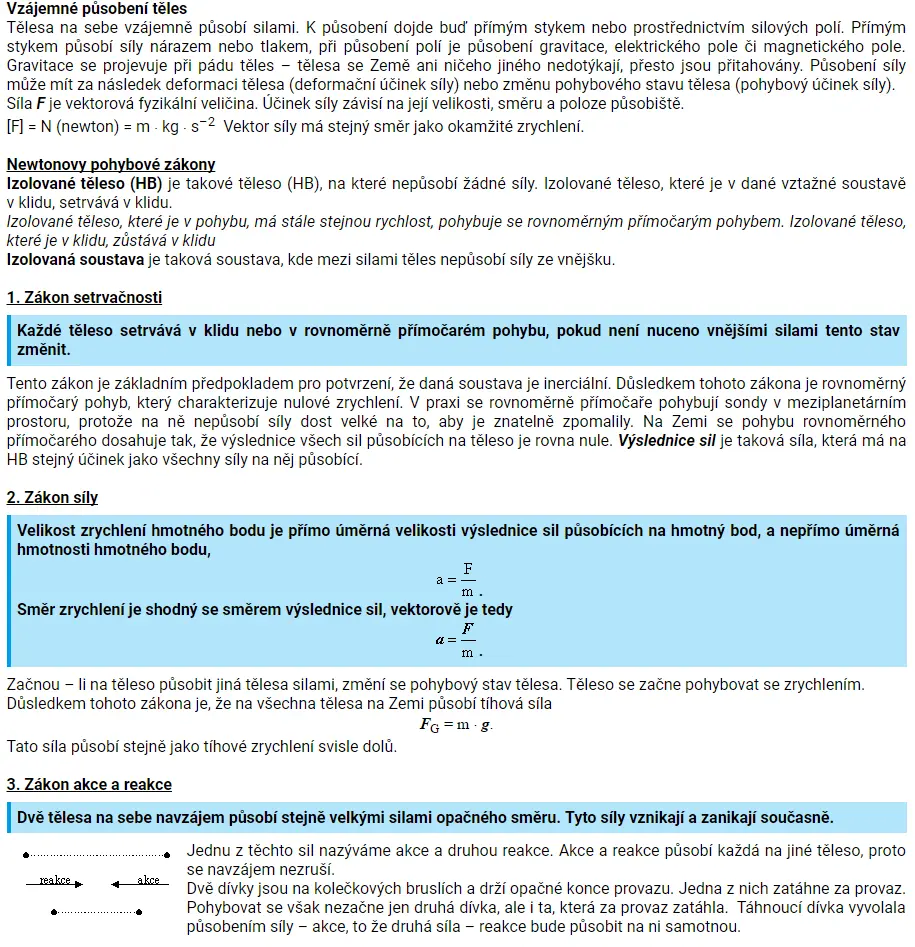 Vzájemné působení těles
Tělesa na sebe vzájemně působí silami. K působení dojde buď přímým stykem nebo prostřednictvím silových polí. Přímým
stykem působí síly nárazem nebo tlakem, při působení polí je působení gravitace, elektrického pole či magnetického pole.
Gravitace se projevuje při pádu těles – tělesa se Země ani ničeho jiného nedotýkají, přesto jsou přitahovány. Působení síly
může mít za následek deformaci tělesa (deformační účinek síly) nebo změnu pohybového stavu tělesa (pohybový účinek síly).
Síla F je vektorová fyzikální veličina. Účinek síly závisí na její velikosti, směru a poloze působiště.
[F] = N (newton) = m · kg · s⁻² Vektor síly má stejný směr jako okamžité zrychlení.
Newtonovy pohybové zákony
Izolované těleso (HB) je takové těleso (HB), na které nepůsobí žádné síly. Izolované těleso, které je v dané vztažné soustavě
v klidu, setrvává v klidu.
Izolované těleso, které je v pohybu, má stále stejnou rychlost, pohybuje se rovnoměrným přímočarým pohybem. Izolované těleso,
které je v klidu, zůstává v klidu
Izolovaná soustava je taková soustava, kde mezi silami těles nepůsobí síly ze vnějšku.
1. Zákon setrvačnosti
Každé těleso setrvává v klidu nebo v rovnoměrně přímočarém pohybu, pokud není nuceno vnějšími silami tento stav
změnit.
Tento zákon je základním předpokladem pro potvrzení, že daná soustava je inerciální. Důsledkem tohoto zákona je rovnoměrný
přímočarý pohyb, který charakterizuje nulové zrychlení. V praxi se rovnoměrně přímočaře pohybují sondy v meziplanetárním
prostoru, protože na ně nepůsobí síly dost velké na to, aby je znatelně zpomalily. Na Zemi se pohybu rovnoměrného
přímočarého dosahuje tak, že výslednice všech sil působících na těleso je rovna nule. Výslednice sil je taková síla, která má na
HB stejný účinek jako všechny síly na něj působící.
2. Zákon síly
Velikost zrychlení hmotného bodu je přímo úměrná velikosti výslednice sil působících na hmotný bod, a nepřímo úměrná
hmotnosti hmotného bodu,
a = F/m .
Směr zrychlení je shodný se směrem výslednice sil, vektorově je tedy
a = F/m .
Začnou – li na těleso působit jiná tělesa silami, změní se pohybový stav tělesa. Těleso se začne pohybovat se zrychlením.
Důsledkem tohoto zákona je, že na všechna tělesa na Zemi působí tíhová síla
F_G = m · g.
Tato síla působí stejně jako tíhové zrychlení svisle dolů.
3. Zákon akce a reakce
Dvě tělesa na sebe navzájem působí stejně velkými silami opačného směru. Tyto síly vznikají a zanikají současně.
reakce akce
Jednu z těchto sil nazýváme akce a druhou reakce. Akce a reakce působí každá na jiné těleso, proto
se navzájem nezruší.
Dvě dívky jsou na kolečkových bruslích a drží opačné konce provazu. Jedna z nich zatáhne za provaz.
Pohybovat se však nezačne jen druhá dívka, ale i ta, která za provaz zatáhla. Táhnoucí dívka vyvolala
působením síly – akce, to že druhá síla – reakce bude působit na ni samotnou.